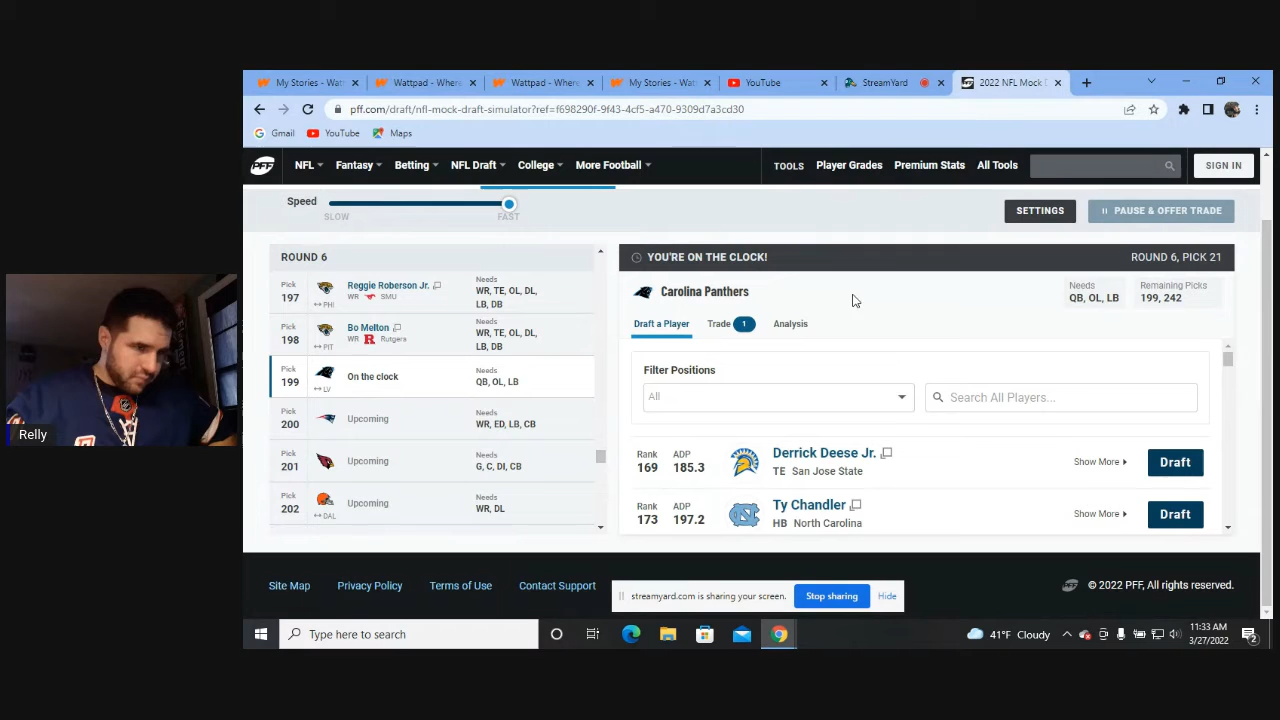 My Stories - Wat
Wattpad - Where
Wattpad - Where
My Stories - Wat
YouTube
StreamYard
2022 NFL Mock D
pff.com/draft/nfl-mock-draft-simulator?ref=f698290f-9f43-4cf5-a470-9309d7a3cd30
Gmail
YouTube
Maps
PFF
NFL
Fantasy
Betting
NFL Draft
College
More Football
TOOLS
Player Grades
Premium Stats
All Tools
SIGN IN
Speed
SLOW
FAST
SETTINGS
PAUSE & OFFER TRADE
ROUND 6
Pick
197
PHI
Reggie Roberson Jr.
WR SMU
Needs
WR, TE, OL, DL,
LB, DB
Pick
198
PIT
Bo Melton
WR R Rutgers
Needs
WR, TE, OL, DL,
LB, DB
Pick
199
LV
On the clock
Needs
QB, OL, LB
Pick
200
Upcoming
Needs
WR, ED, LB, CB
Pick
201
Upcoming
Needs
G, C, DI, CB
Pick
202
DAL
Upcoming
Needs
WR, DL
YOU'RE ON THE CLOCK!
ROUND 6, PICK 21
Carolina Panthers
Needs
QB, OL, LB
Remaining Picks
199, 242
Draft a Player
Trade 1
Analysis
Filter Positions
All
Search All Players...
Rank
169
ADP
185.3
Derrick Deese Jr.
TE San Jose State
Show More
Draft
Rank
173
ADP
197.2
Ty Chandler
HB North Carolina
Show More
Draft
Site Map
Privacy Policy
Terms of Use
Contact Support
© 2022 PFF, All rights reserved.
streamyard.com is sharing your screen.
Stop sharing
Hide
Type here to search
41°F Cloudy
11:33 AM
3/27/2022
2
Relly